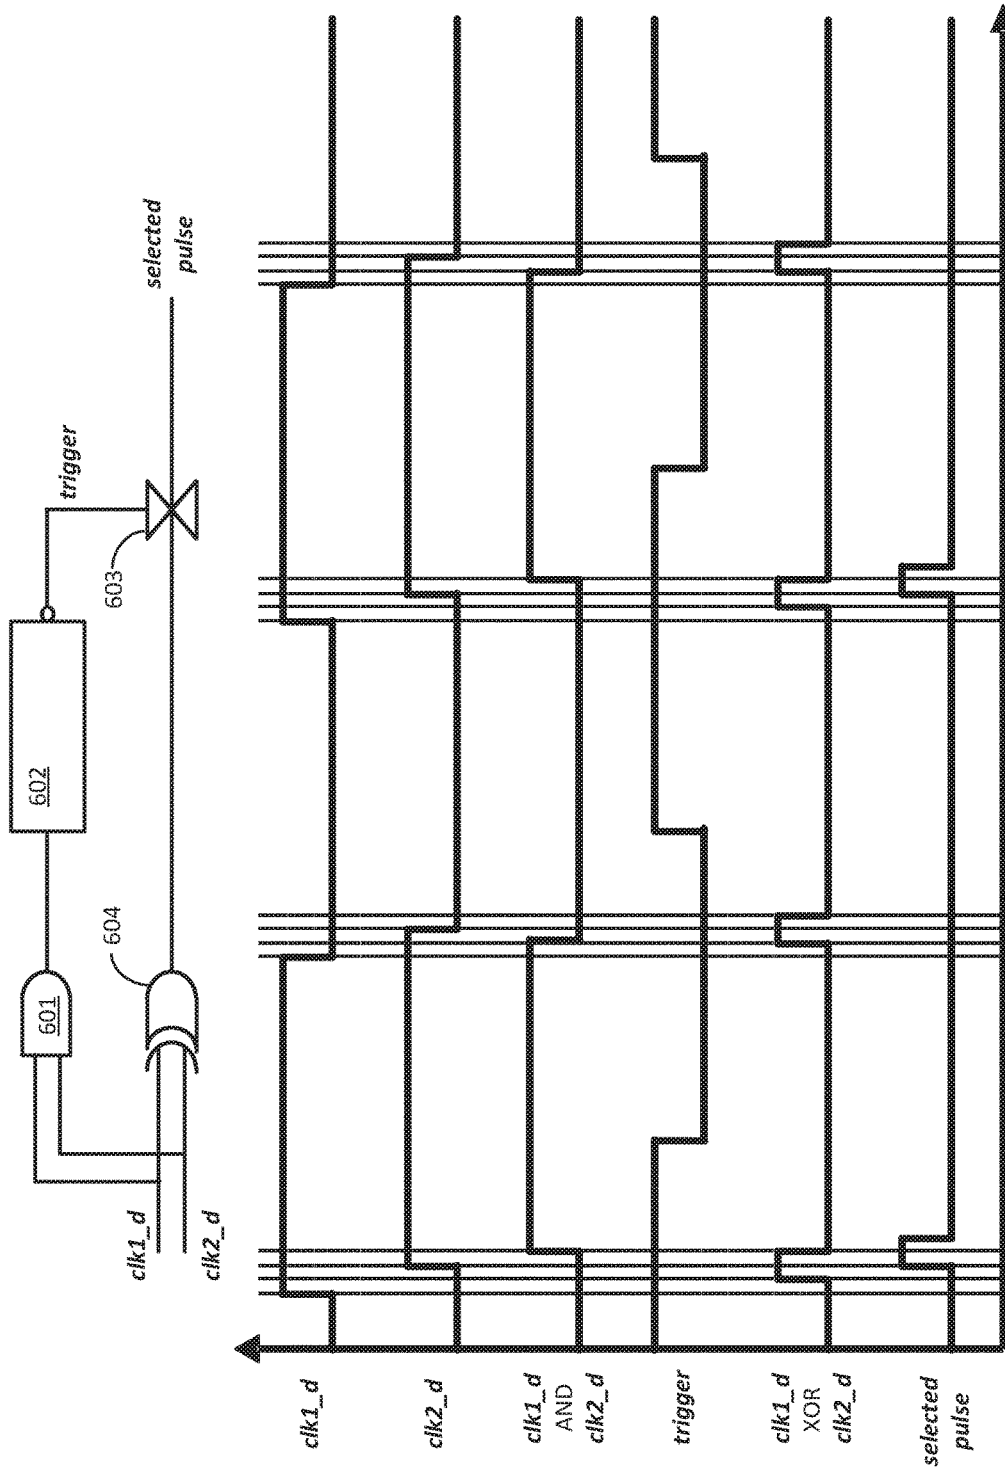 clk1_d
clk2_d
601
604
602
603
trigger
selected
pulse
clk1_d
clk2_d
clk1_d
AND
clk2_d
trigger
clk1_d
XOR
clk2_d
selected
pulse